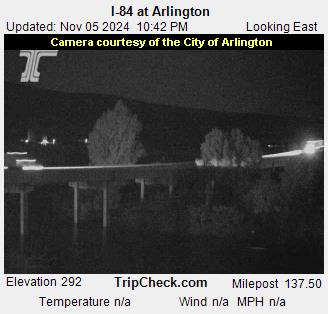 I-84 at Arlington
Updated: Nov 05 2024 10:42 PM Looking East
Camera courtesy of the City of Arlington
Elevation 292 TripCheck.com Milepost 137.50
Temperature n/a Wind n/a MPH n/a